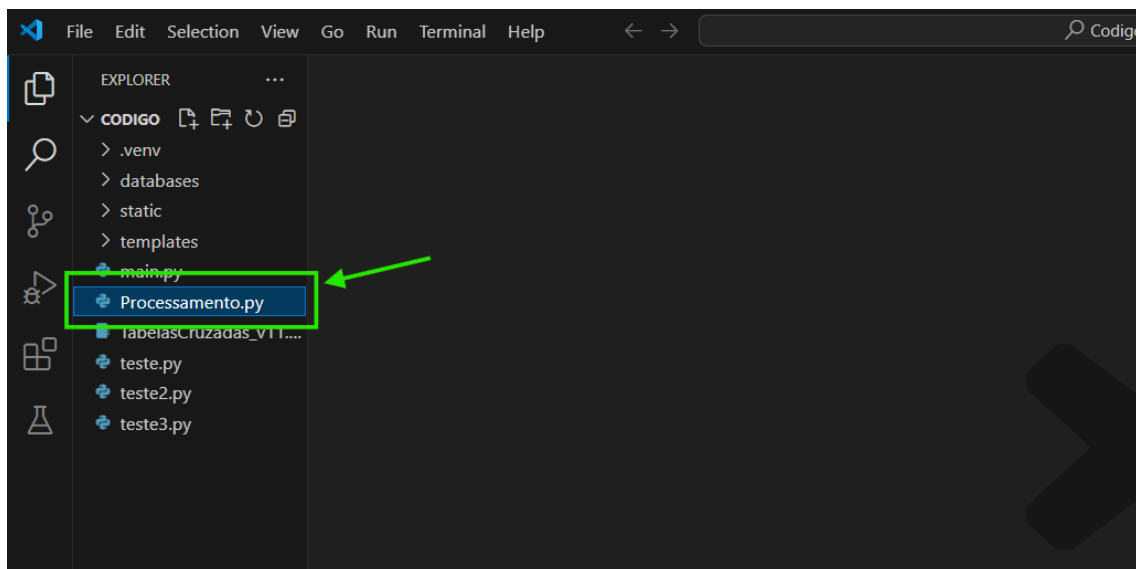 File Edit Selection View Go Run Terminal Help Codigo
EXPLORER ...
CODIGO
.venv
databases
static
templates
main.py
Processamento.py
TabelasCruzadas_V11....
teste.py
teste2.py
teste3.py